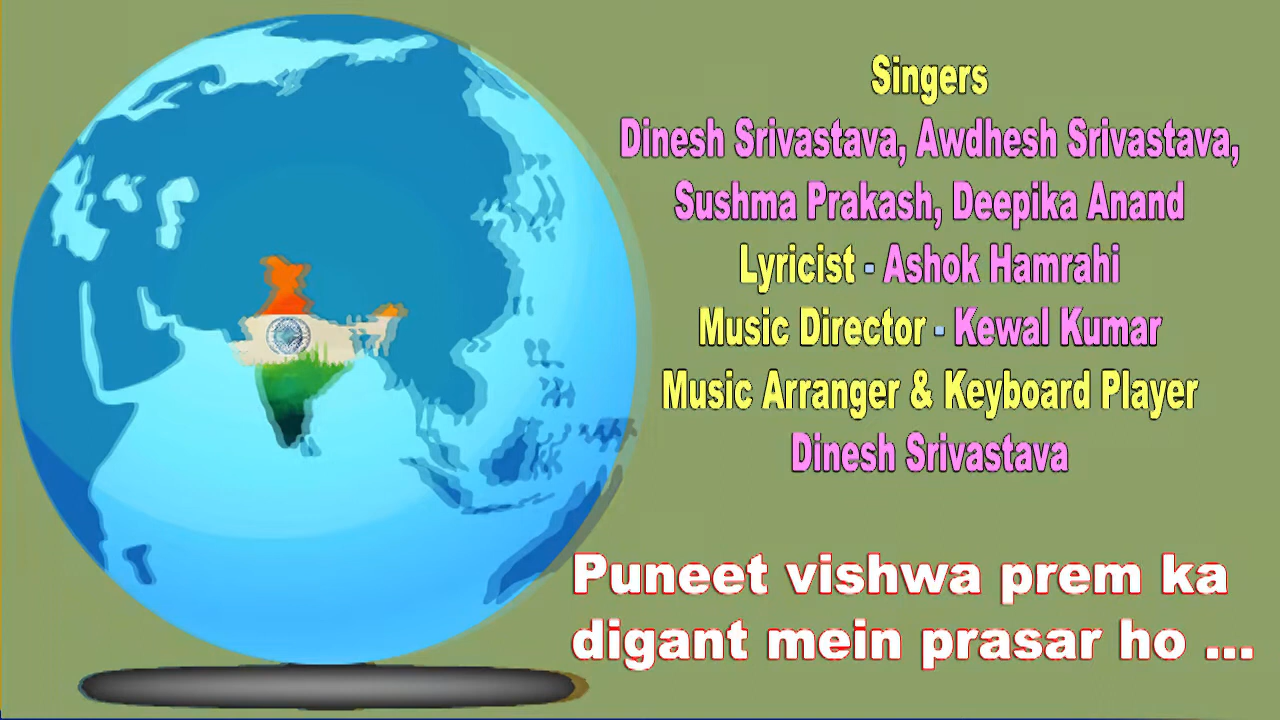 Singers
Dinesh Srivastava, Awdhesh Srivastava,
Sushma Prakash, Deepika Anand
Lyricist - Ashok Hamrahi
Music Director - Kewal Kumar
Music Arranger & Keyboard Player
Dinesh Srivastava
Puneet vishwa prem ka
digant mein prasar ho ...